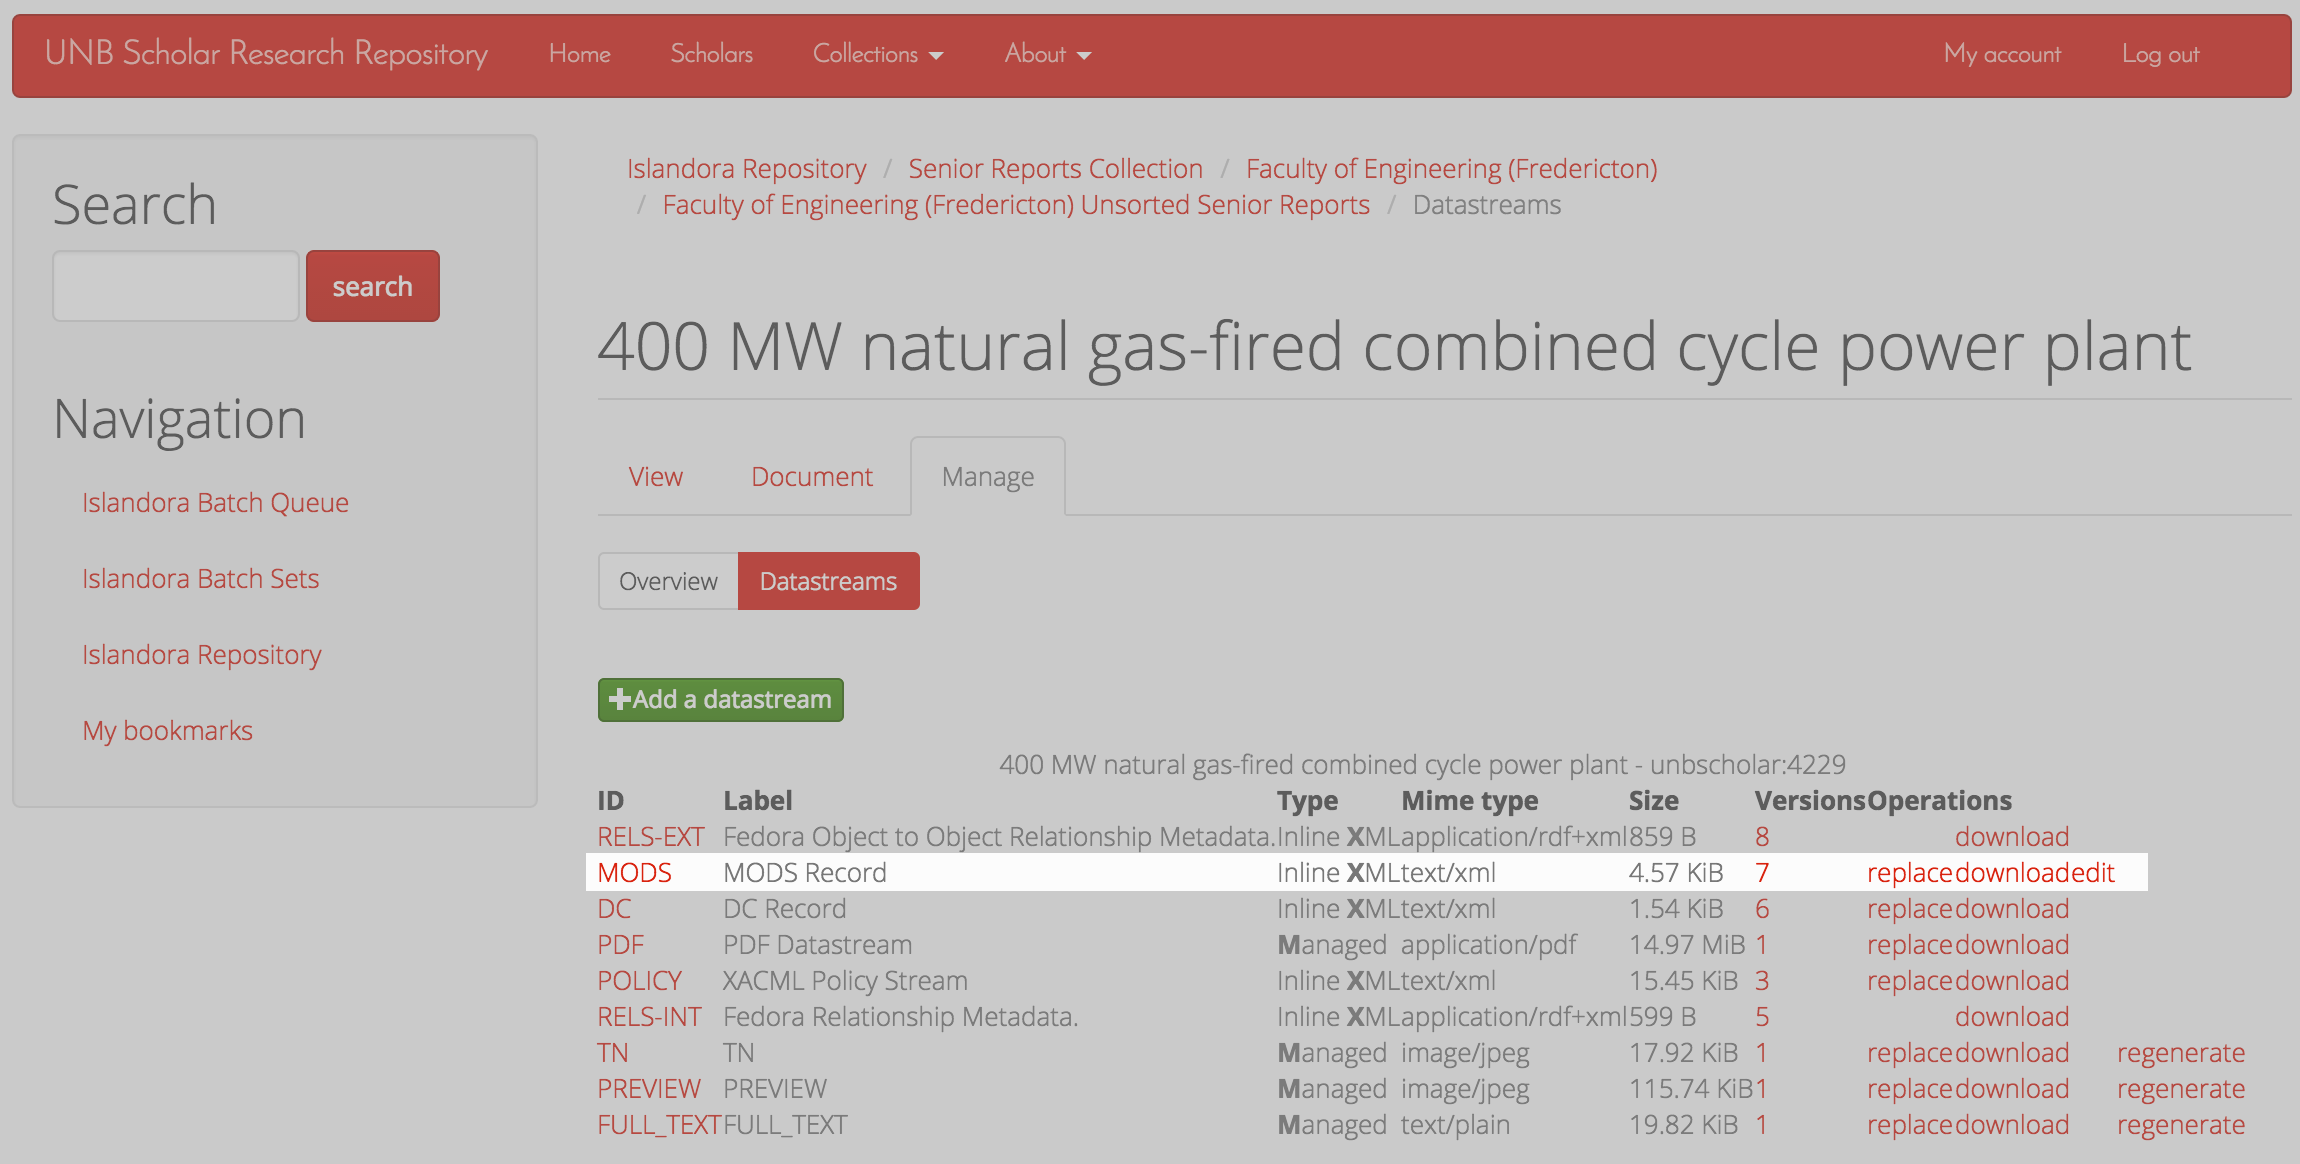 UNB Scholar Research Repository Home Scholars Collections About My account Log out
Search
search
Navigation
Islandora Batch Queue
Islandora Batch Sets
Islandora Repository
My bookmarks
Islandora Repository / Senior Reports Collection / Faculty of Engineering (Fredericton)
/ Faculty of Engineering (Fredericton) Unsorted Senior Reports / Datastreams
400 MW natural gas-fired combined cycle power plant
View Document Manage
Overview Datastreams
+Add a datastream
400 MW natural gas-fired combined cycle power plant - unbscholar:4229
ID Label Type Mime type Size Versions Operations
RELS-EXT Fedora Object to Object Relationship Metadata. Inline XML application/rdf+xml 859 B 8 download
MODS MODS Record Inline XML text/xml 4.57 KiB 7 replace download edit
DC DC Record Inline XML text/xml 1.54 KiB 6 replace download
PDF PDF Datastream Managed application/pdf 14.97 MiB 1 replace download
POLICY XACML Policy Stream Inline XML text/xml 15.45 KiB 3 replace download
RELS-INT Fedora Relationship Metadata. Inline XML application/rdf+xml 599 B 5 download
TN TN Managed image/jpeg 17.92 KiB 1 replace download regenerate
PREVIEW PREVIEW Managed image/jpeg 115.74 KiB 1 replace download regenerate
FULL_TEXT FULL_TEXT Managed text/plain 19.82 KiB 1 replace download regenerate